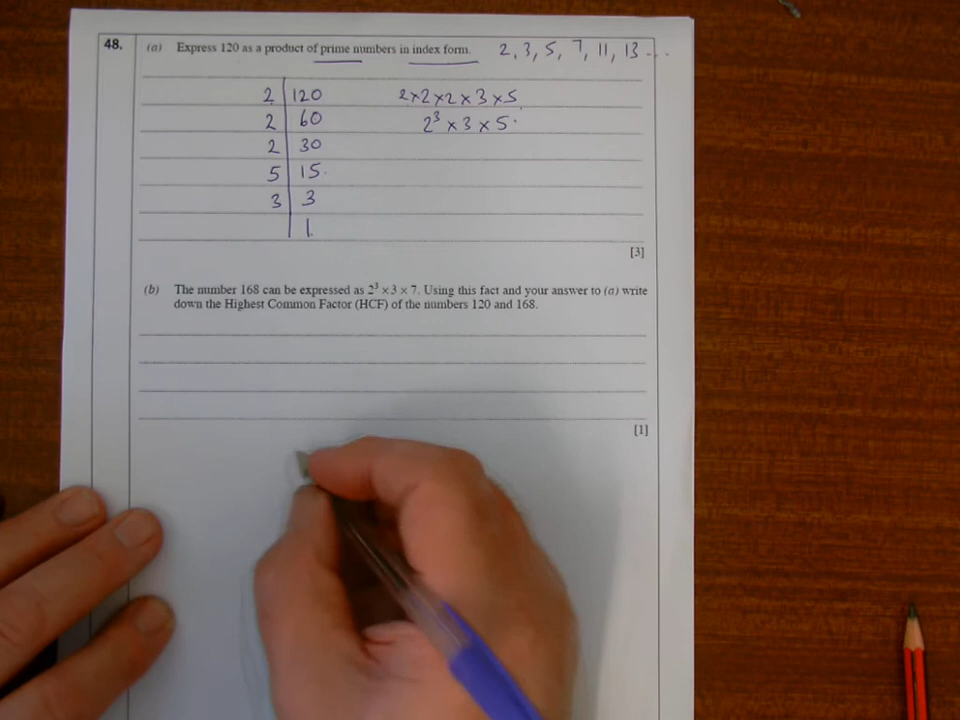 48. (a) Express 120 as a product of prime numbers in index form. 2, 3, 5, 7, 11, 13 ...
2 | 120 2×2×2×3×5
2 | 60 2³ × 3 × 5.
2 | 30
5 | 15.
3 | 3
| 1.
[3]
(b) The number 168 can be expressed as 2³ × 3 × 7. Using this fact and your answer to (a) write
down the Highest Common Factor (HCF) of the numbers 120 and 168.
[1]